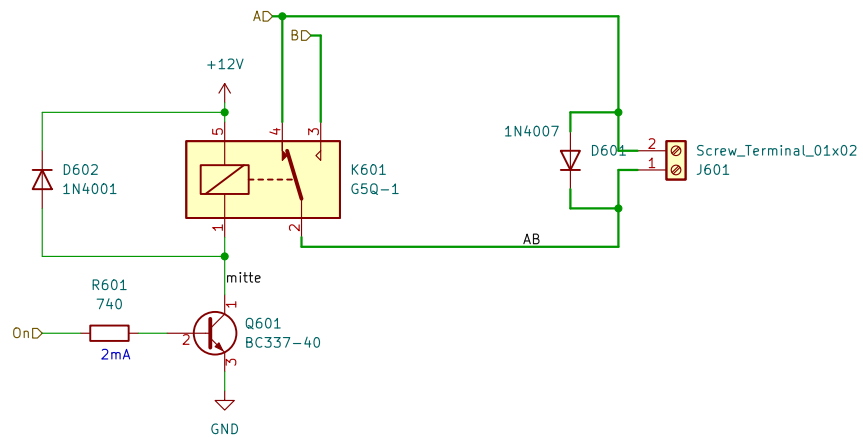 A
B
+12V
5
4
3
1N4007
D601
2
1
Screw_Terminal_01x02
J601
D602
1N4001
K601
G5Q-1
1
2
AB
mitte
R601
740
On
2mA
1
2
3
Q601
BC337-40
GND